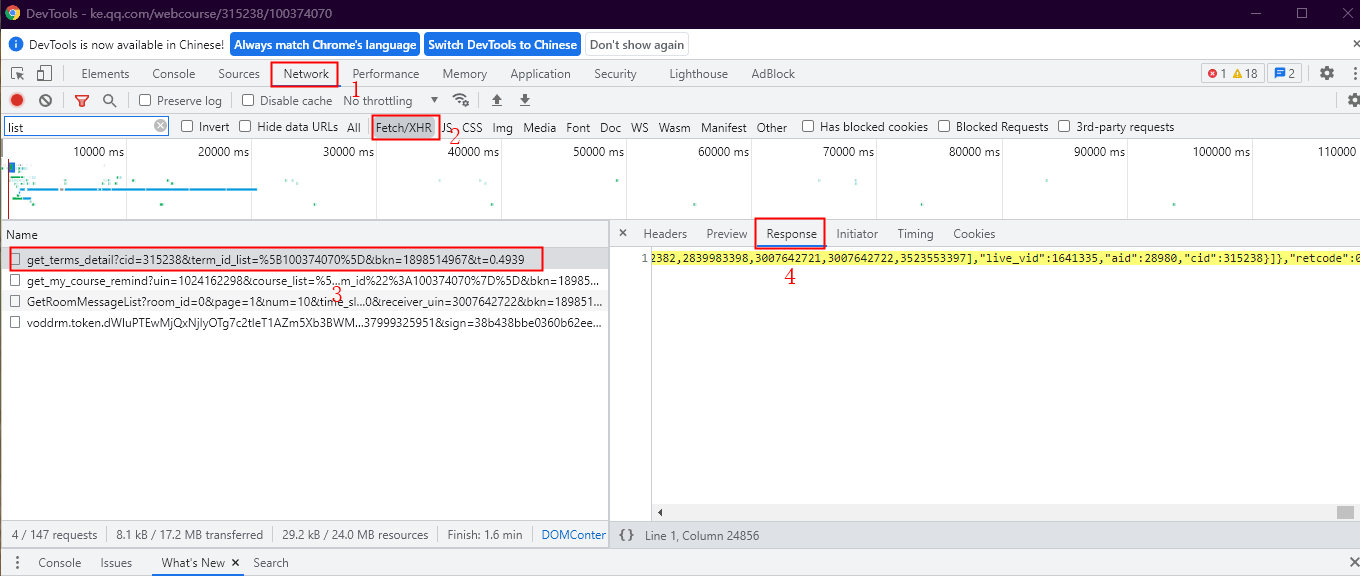 DevTools - ke.qq.com/webcourse/315238/100374070
DevTools is now available in Chinese! Always match Chrome's language Switch DevTools to Chinese Don't show again
Elements Console Sources Network Performance Memory Application Security Lighthouse AdBlock 1 18 2
1
Preserve log Disable cache No throttling
list Invert Hide data URLs All Fetch/XHR JS CSS Img Media Font Doc WS Wasm Manifest Other Has blocked cookies Blocked Requests 3rd-party requests
2
10000 ms 20000 ms 30000 ms 40000 ms 50000 ms 60000 ms 70000 ms 80000 ms 90000 ms 100000 ms 110000
Name
Headers Preview Response Initiator Timing Cookies
get_terms_detail?cid=315238&term_id_list=%5B100374070%5D&bkn=1898514967&t=0.4939
1 2382,2839983398,3007642721,3007642722,3523553397],"live_vid":1641335,"aid":28980,"cid":315238}]},"retcode":0
4
get_my_course_remind?uin=1024162298&course_list=%5...m_id%22%3A100374070%7D%5D&bkn=18985...
3
GetRoomMessageList?room_id=0&page=1&num=10&time_sl...0&receiver_uin=3007642722&bkn=189851...
voddrm.token.dWluPTEwMjQxNjIyOTg7c2tleT1AZm5Xb3BWM...37999325951&sign=38b438bbe0360b62ee...
4 / 147 requests 8.1 kB / 17.2 MB transferred 29.2 kB / 24.0 MB resources Finish: 1.6 min DOMConter
{} Line 1, Column 24856
Console Issues What's New Search